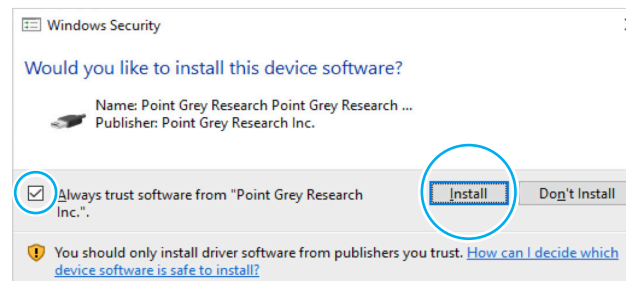 Windows Security
Would you like to install this device software?
Name: Point Grey Research Point Grey Research ...
Publisher: Point Grey Research Inc.
Always trust software from "Point Grey Research
Inc.".
Install
Don't Install
You should only install driver software from publishers you trust. How can I decide which
device software is safe to install?